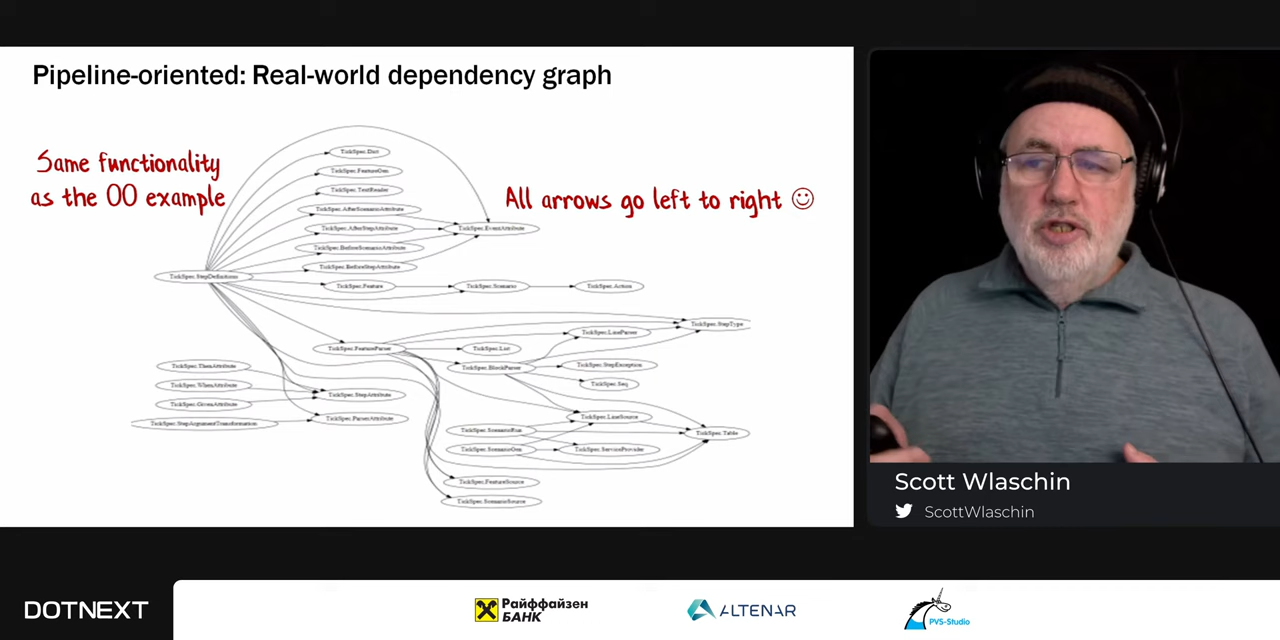 Pipeline-oriented: Real-world dependency graph
Same functionality
as the OO example
All arrows go left to right ☺
TickSpec.Dict
TickSpec.FeatureGen
TickSpec.TextReader
TickSpec.AfterScenarioAttribute
TickSpec.AfterStepAttribute
TickSpec.EventAttribute
TickSpec.BeforeScenarioAttribute
TickSpec.BeforeStepAttribute
TickSpec.StepDefinitions
TickSpec.Feature
TickSpec.Scenario
TickSpec.Action
TickSpec.StepType
TickSpec.LineParser
TickSpec.FeatureParser
TickSpec.List
TickSpec.BlockParser
TickSpec.StepException
TickSpec.ThenAttribute
TickSpec.Seq
TickSpec.WhenAttribute
TickSpec.StepAttribute
TickSpec.GivenAttribute
TickSpec.ParserAttribute
TickSpec.LineSource
TickSpec.StepArgumentTransformation
TickSpec.ScenarioRun
TickSpec.Table
TickSpec.ScenarioGen
TickSpec.ServiceProvider
TickSpec.FeatureSource
TickSpec.ScenarioSource
Scott Wlaschin
ScottWlaschin
DOTNEXT
Райффайзен
БАНК
ALTENAR
PVS-Studio